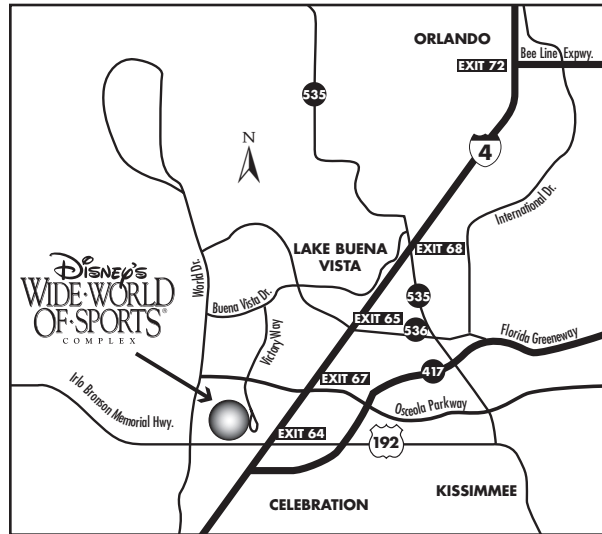 ORLANDO
Bee Line Expwy.
EXIT 72
535
N
4
International Dr.
LAKE BUENA
VISTA
EXIT 68
Disney's
WIDE·WORLD
OF·SPORTS®
COMPLEX
World Dr.
Buena Vista Dr.
Victory Way
535
EXIT 65
536
Florida Greeneway
417
EXIT 67
Osceola Parkway
Irlo Bronson Memorial Hwy.
EXIT 64
192
CELEBRATION
KISSIMMEE